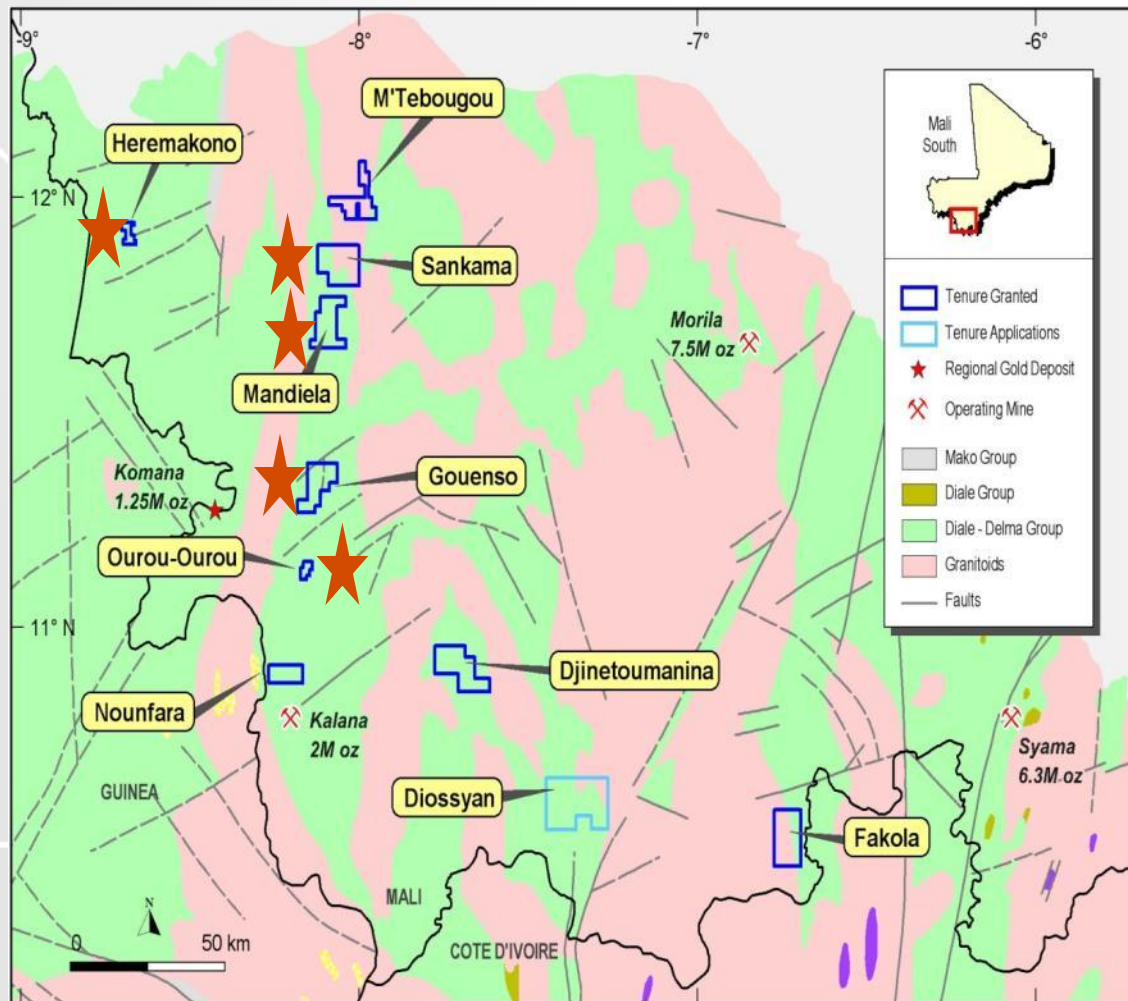 -9°
-8°
-7°
-6°
M'Tebougou
Heremakono
12° N
Sankama
Mandiela
Morila
7.5M oz
Komana
1.25M oz
Gouenso
Ourou-Ourou
11° N
Nounfara
Djinetoumanina
Kalana
2M oz
Syama
6.3M oz
GUINEA
Diossyan
Fakola
MALI
COTE D'IVOIRE
N
0
50 km
Mali
South
Tenure Granted
Tenure Applications
Regional Gold Deposit
Operating Mine
Mako Group
Diale Group
Diale - Delma Group
Granitoids
Faults